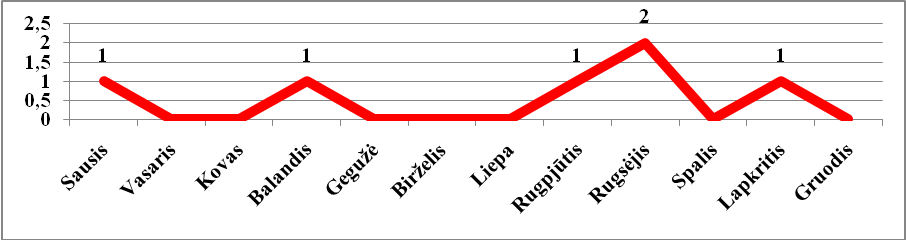 2,5
2
1,5
1
0,5
0
1
1
1
2
1
Sausis
Vasaris
Kovas
Balandis
Gegužė
Birželis
Liepa
Rugpjūtis
Rugsėjis
Spalis
Lapkritis
Gruodis